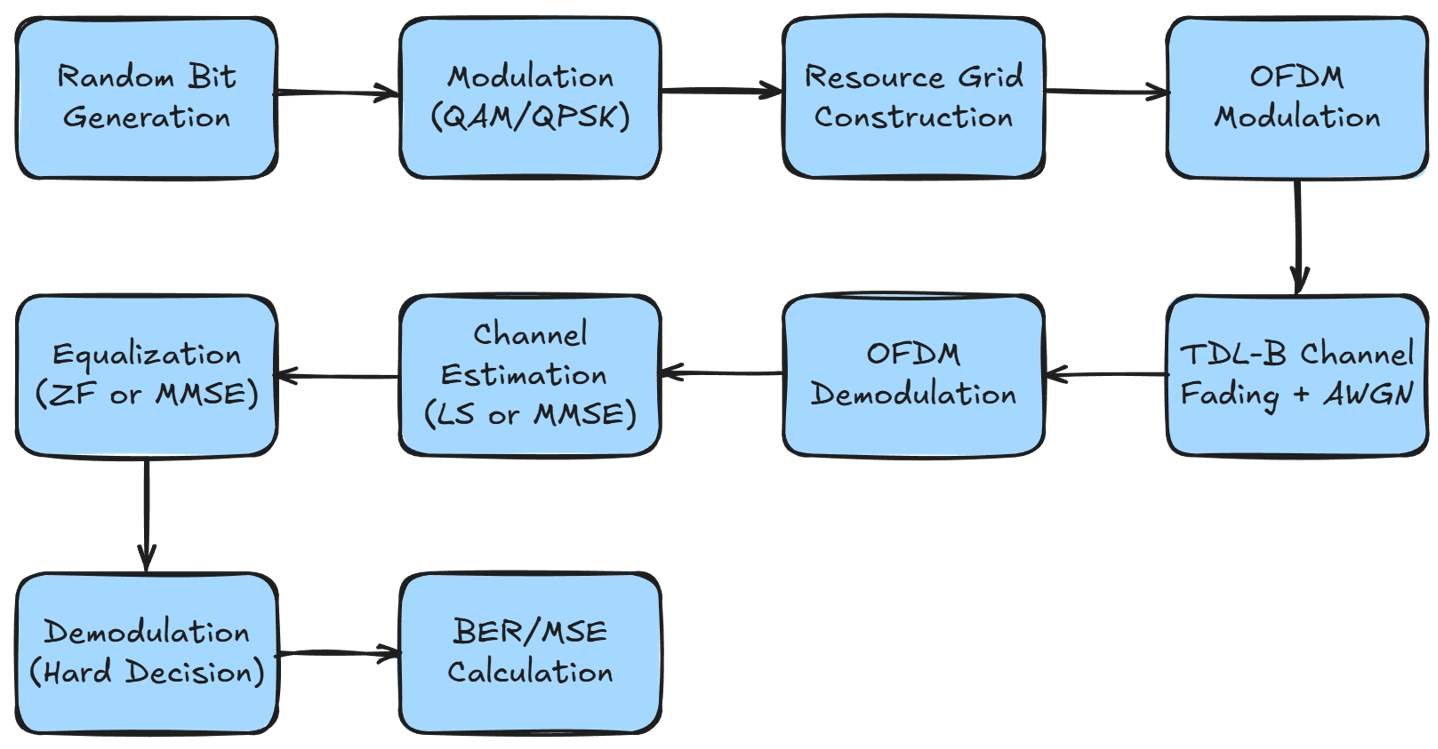 Random Bit
Generation
Modulation
(QAM/QPSK)
Resource Grid
Construction
OFDM
Modulation
TDL-B Channel
Fading + AWGN
OFDM
Demodulation
Channel
Estimation
(LS or MMSE)
Equalization
(ZF or MMSE)
Demodulation
(Hard Decision)
BER/MSE
Calculation